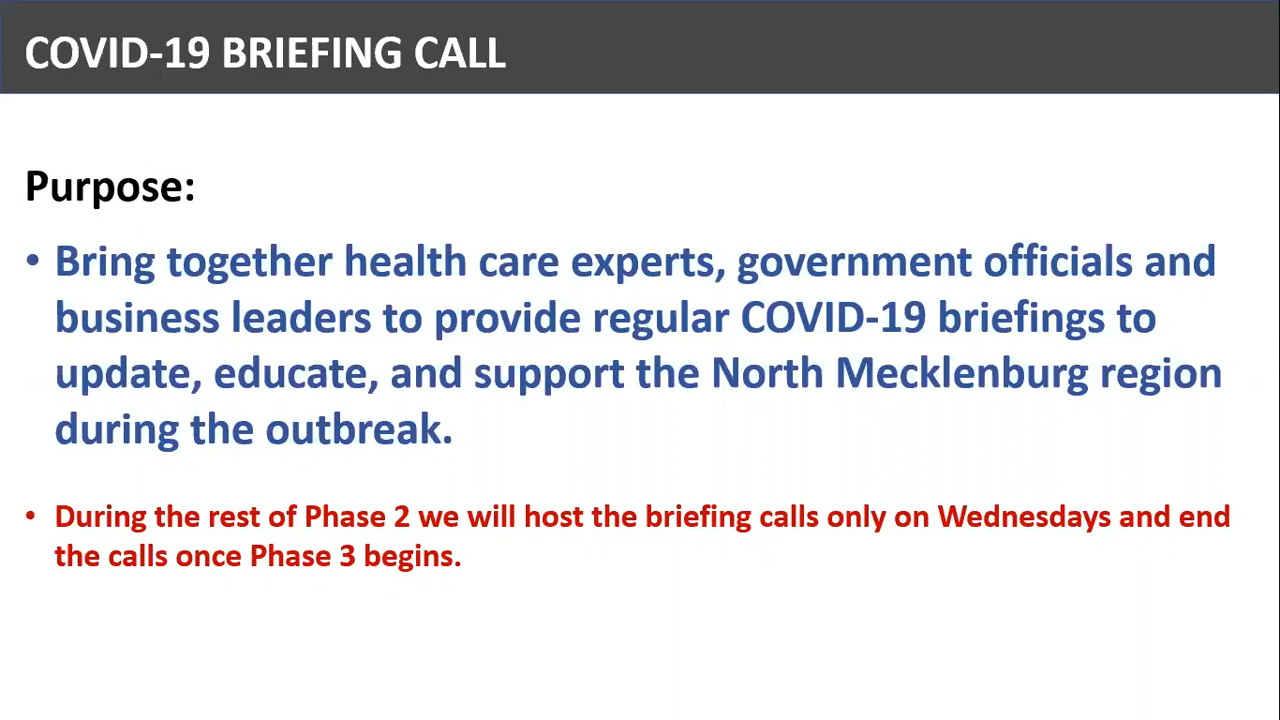 COVID-19 BRIEFING CALL
Purpose:
• Bring together health care experts, government officials and
business leaders to provide regular COVID-19 briefings to
update, educate, and support the North Mecklenburg region
during the outbreak.
• During the rest of Phase 2 we will host the briefing calls only on Wednesdays and end
the calls once Phase 3 begins.